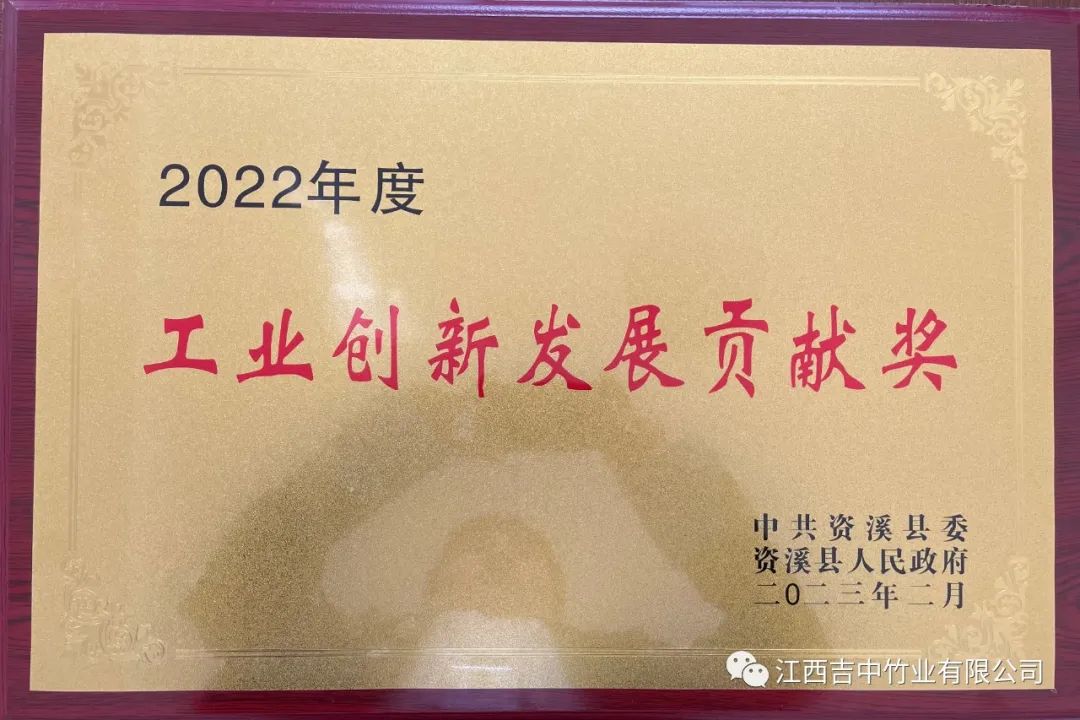 2022年度
工业创新发展贡献奖
中共资溪县委
资溪县人民政府
二0二三年二月
江西吉中竹业有限公司